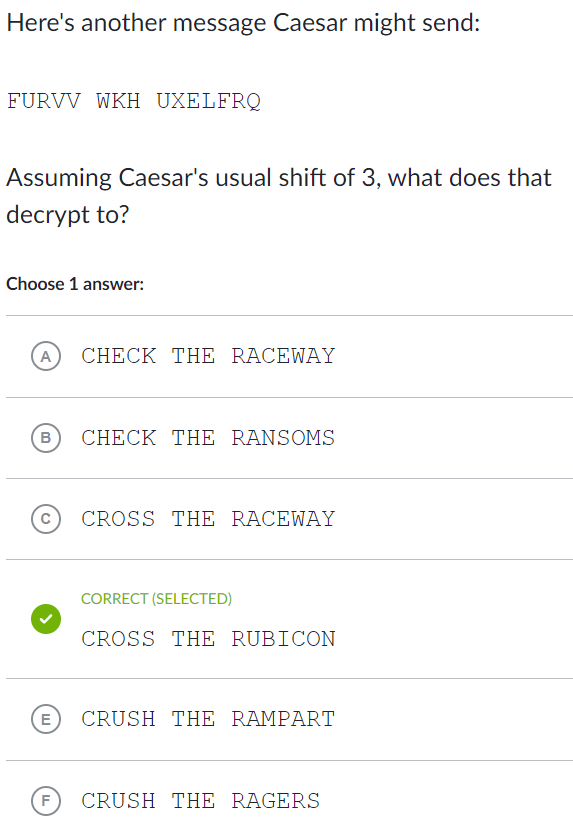 Here's another message Caesar might send:
FURVV WKH UXELFRQ
Assuming Caesar's usual shift of 3, what does that
decrypt to?
Choose 1 answer:
A CHECK THE RACEWAY
B CHECK THE RANSOMS
C CROSS THE RACEWAY
CORRECT (SELECTED)
CROSS THE RUBICON
E CRUSH THE RAMPART
F CRUSH THE RAGERS